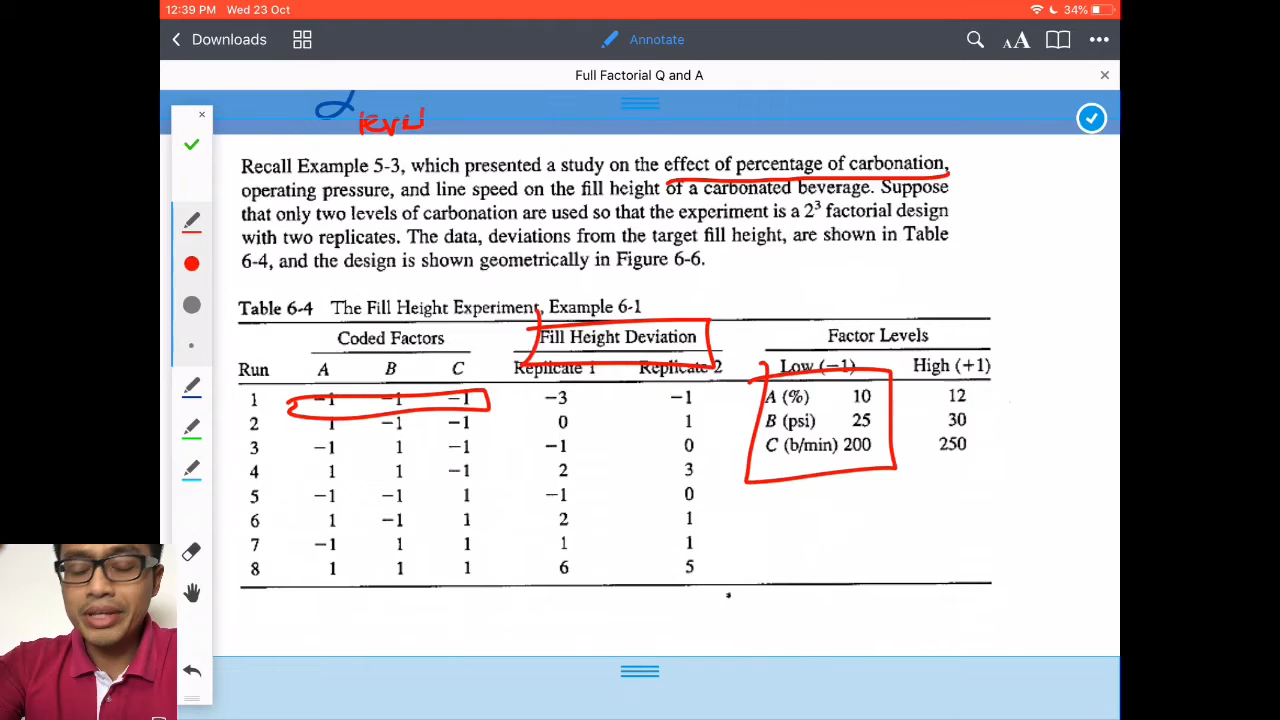 12:39 PM Wed 23 Oct 34%
Downloads Annotate AA
Full Factorial Q and A
2 level
Recall Example 5-3, which presented a study on the effect of percentage of carbonation,
operating pressure, and line speed on the fill height of a carbonated beverage. Suppose
that only two levels of carbonation are used so that the experiment is a 2³ factorial design
with two replicates. The data, deviations from the target fill height, are shown in Table
6-4, and the design is shown geometrically in Figure 6-6.
Table 6-4 The Fill Height Experiment, Example 6-1
Coded Factors Fill Height Deviation Factor Levels
Run A B C Replicate 1 Replicate 2 Low (−1) High (+1)
1 −1 −1 −1 −3 −1 A (%) 10 12
2 1 −1 −1 0 1 B (psi) 25 30
3 −1 1 −1 −1 0 C (b/min) 200 250
4 1 1 −1 2 3
5 −1 −1 1 −1 0
6 1 −1 1 2 1
7 −1 1 1 1 1
8 1 1 1 6 5